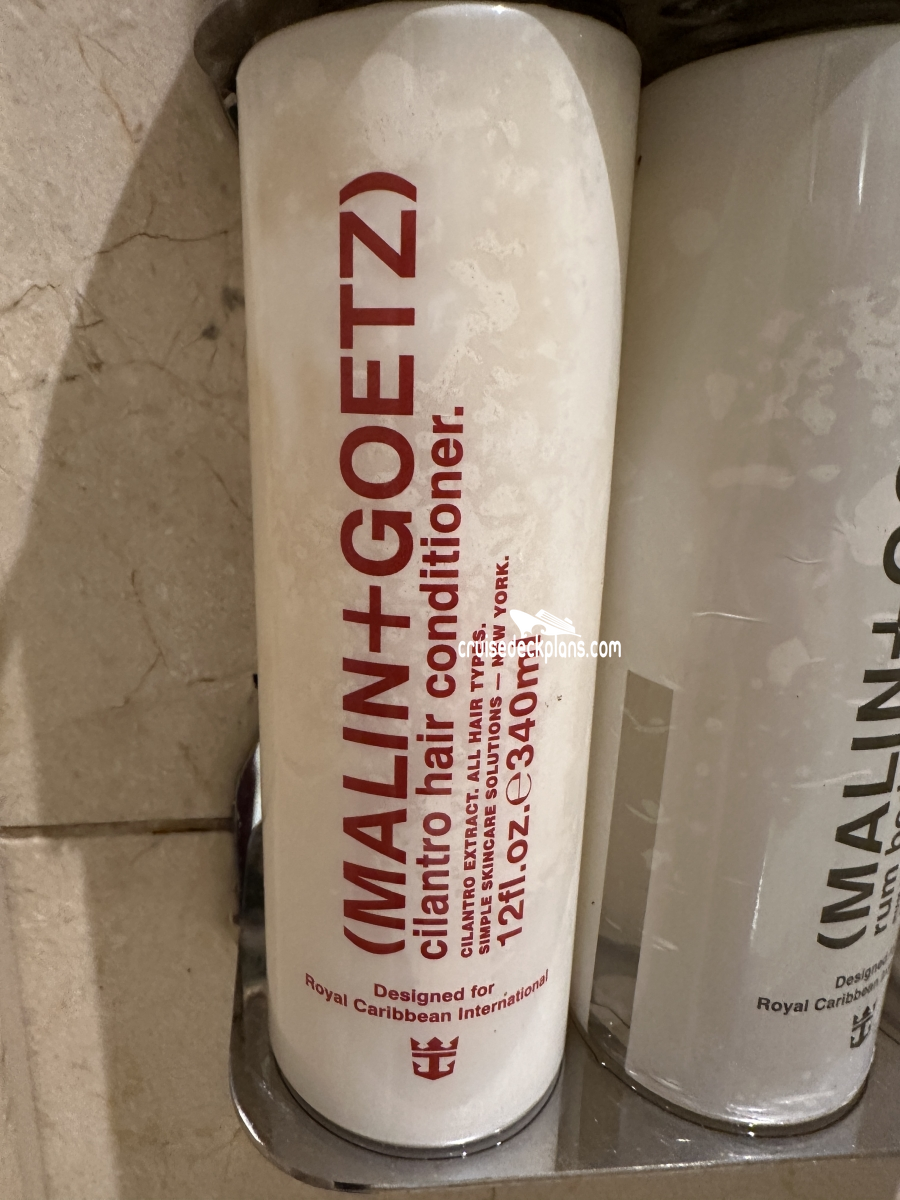 (MALIN+GOETZ)
cilantro hair conditioner.
CILANTRO EXTRACT. ALL HAIR TYPES.
SIMPLE SKINCARE SOLUTIONS — NEW YORK.
12fl.oz.℮340ml
Designed for
Royal Caribbean International
cruisedeckplans.com
(MALIN+
rum
Designed
Royal Caribbean